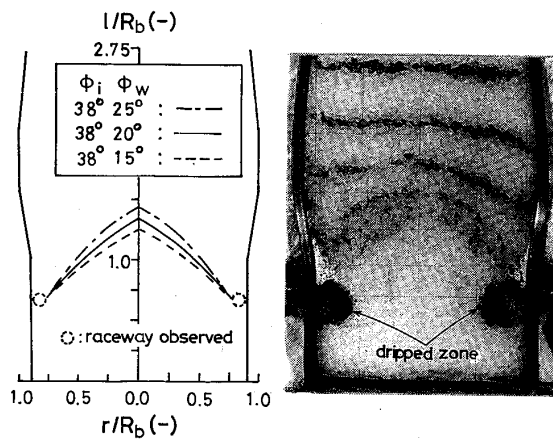 l/R_b(-)
2.75
ϕ_i ϕ_w
38° 25° :
38° 20° :
38° 15° :
1.0
:raceway observed
1.0 0.5 0.0 0.5 1.0
r/R_b(-)
dripped zone